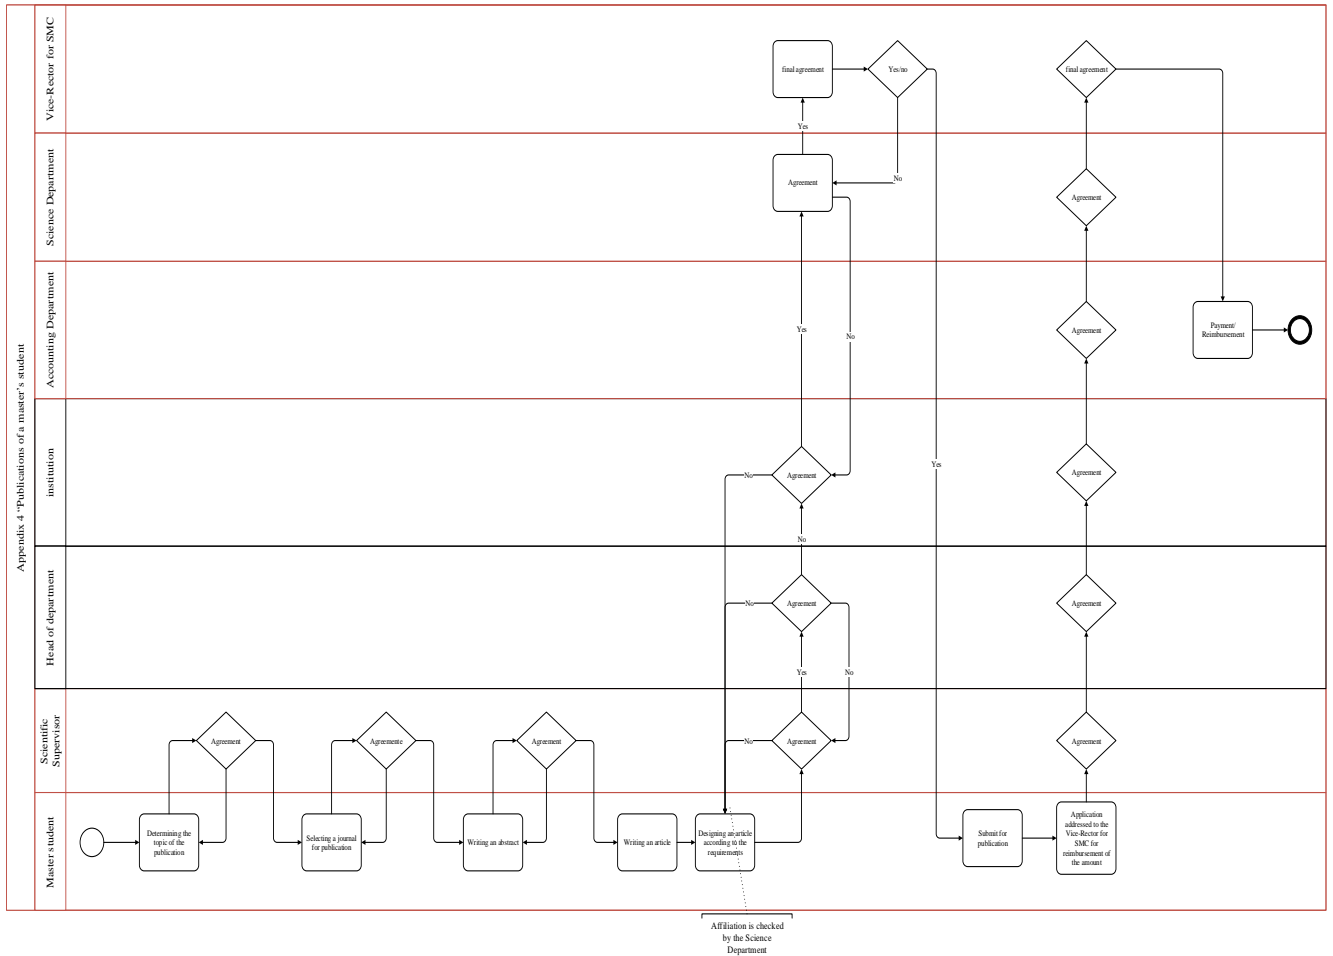 Appendix 4 “Publications of a master’s student
Vice-Rector for SMC
final agreement
Yes/no
final agreement
Yes
Science Department
Agreement
No
Agreement
Accounting Department
Yes
No
Agreement
Payment/
Reimbursement
institution
Agreement
No
Yes
Agreement
No
Head of department
Agreement
No
Agreement
Yes
No
Scientific
Supervisor
Agreement
Agreemente
Agreement
No
Agreement
Agreement
Master student
Determining the
topic of the
publication
Selecting a journal
for publication
Writing an abstract
Writing an article
Designing an article
according to the
requirements
Submit for
publication
Application
addressed to the
Vice-Rector for
SMC for
reimbursement of
the amount
Affiliation is checked
by the Science
Department